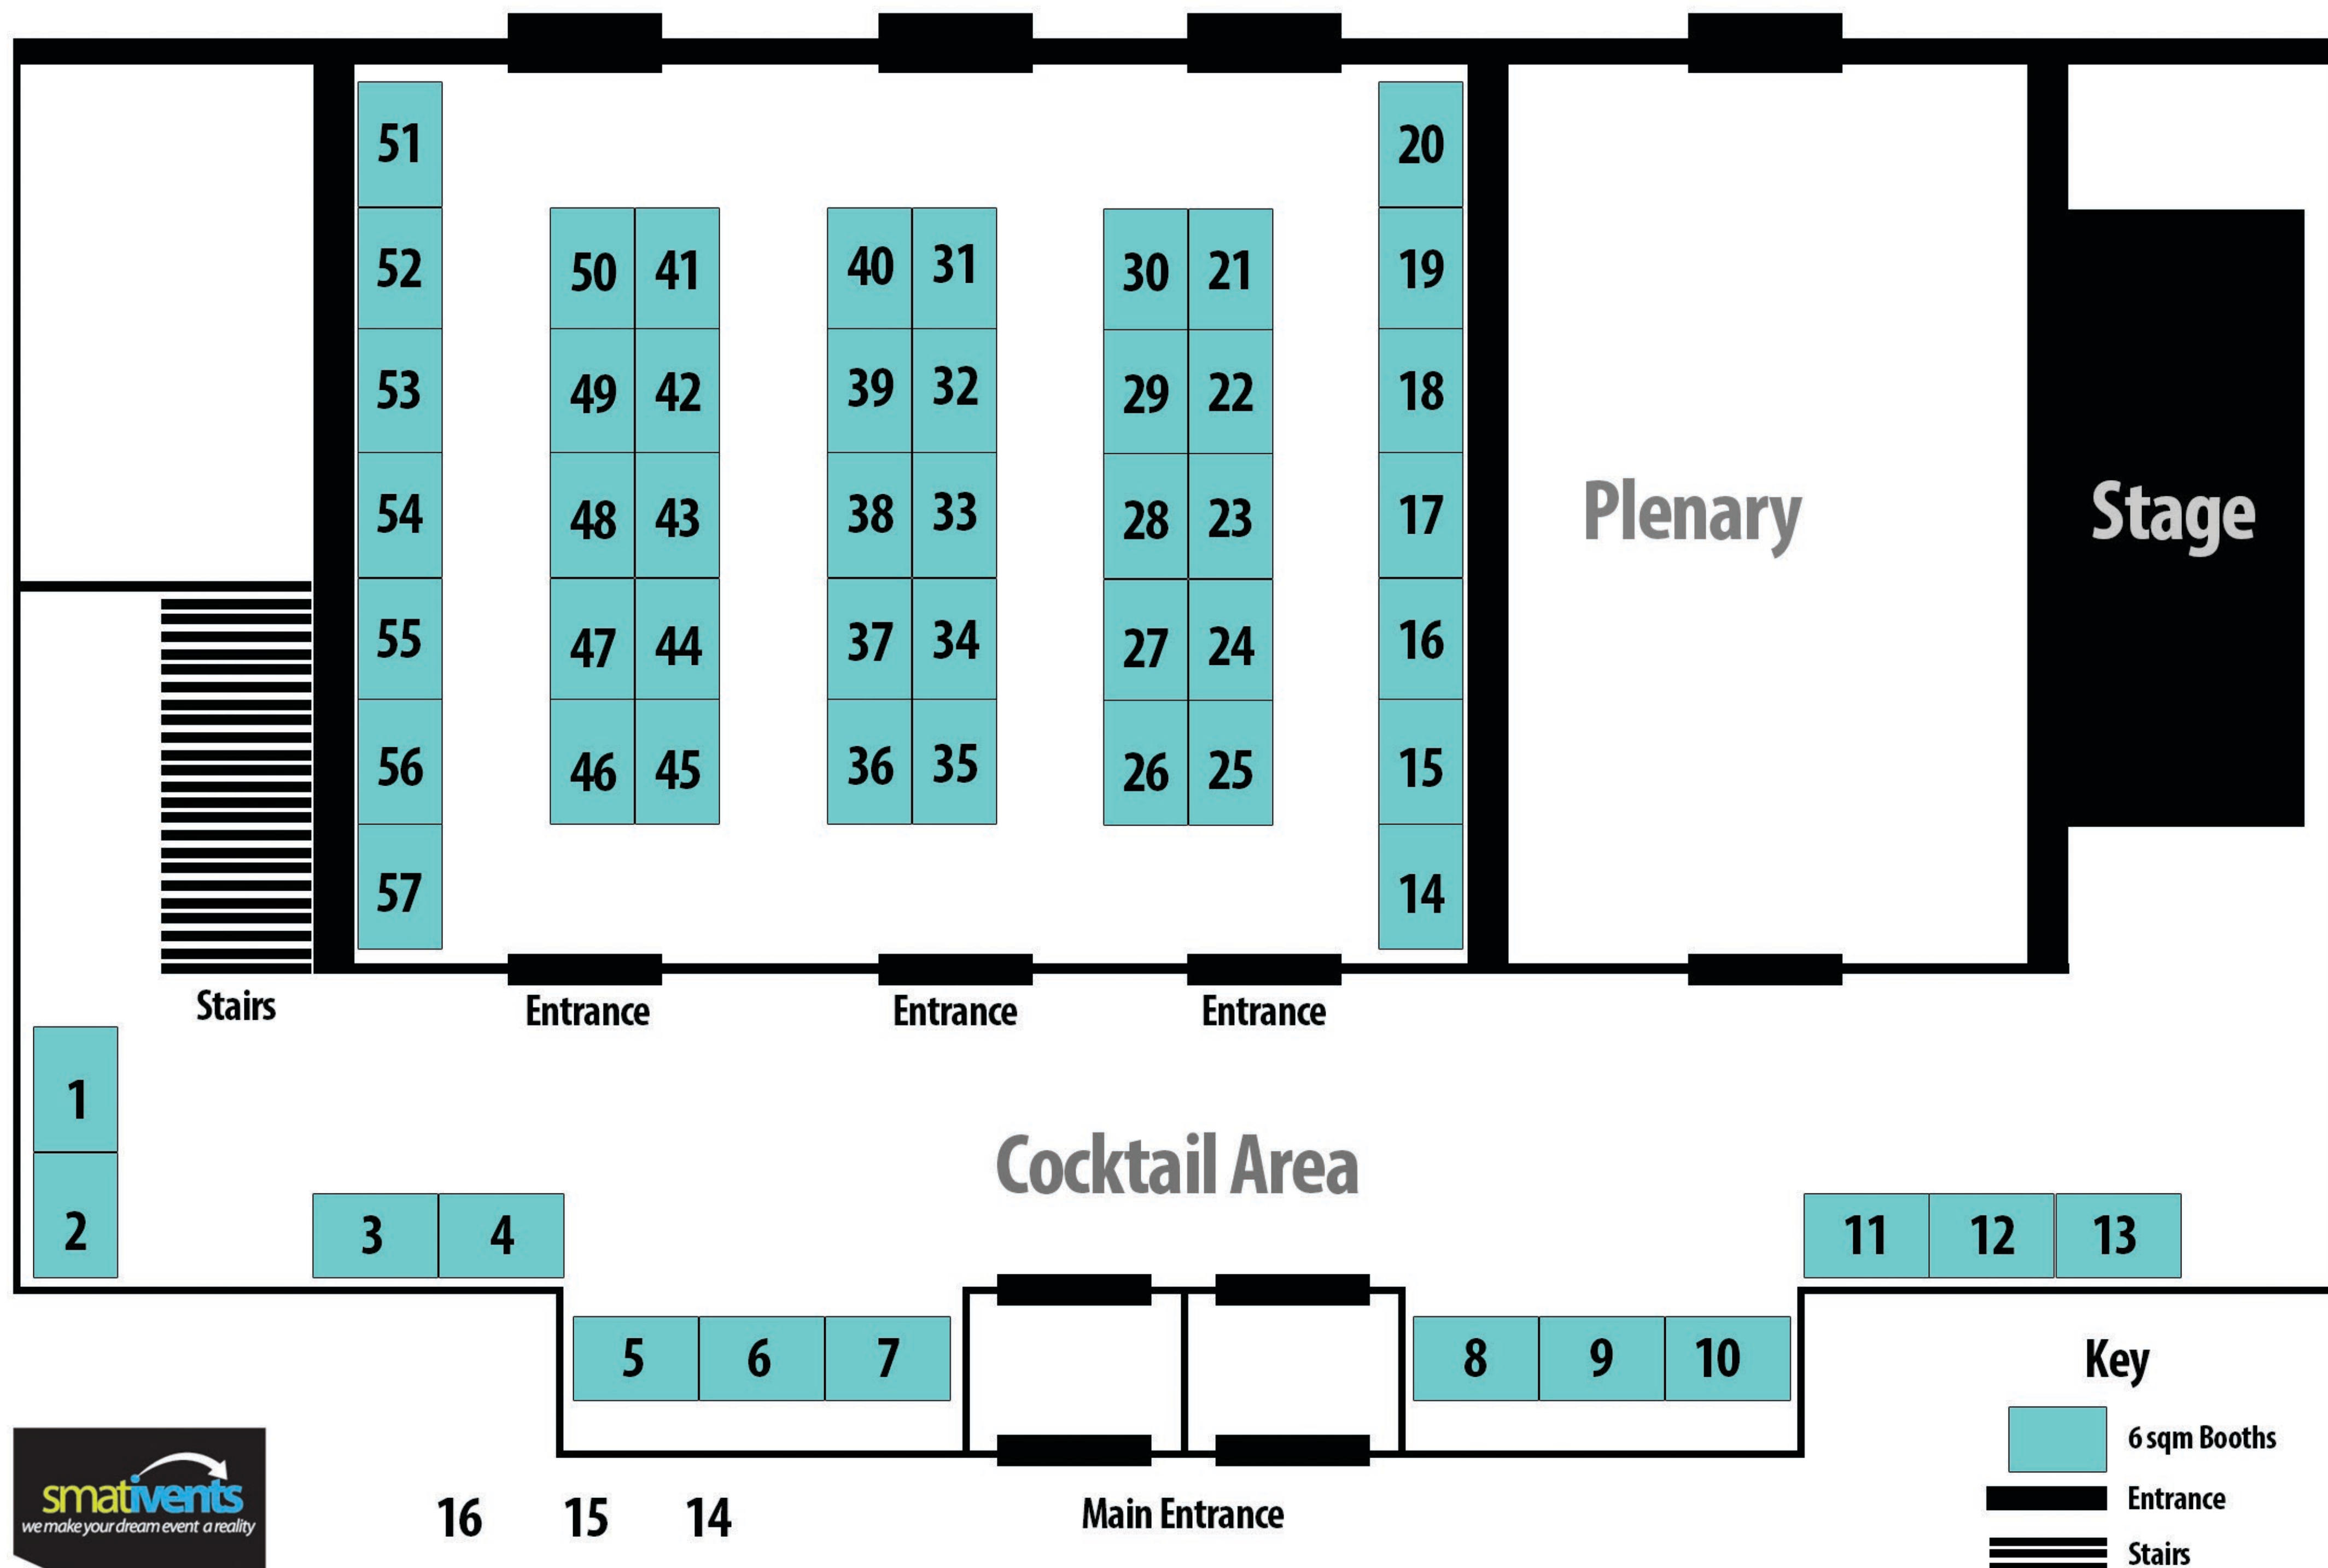 51 20
52 50 41 40 31 30 21 19
53 49 42 39 32 29 22 18
54 48 43 38 33 28 23 17
Plenary Stage
55 47 44 37 34 27 24 16
56 46 45 36 35 26 25 15
57 14
Stairs Entrance Entrance Entrance
1
Cocktail Area
2 3 4 11 12 13
5 6 7 8 9 10
Key
6 sqm Booths
Entrance
Stairs
smativents
we make your dream event a reality
16 15 14
Main Entrance